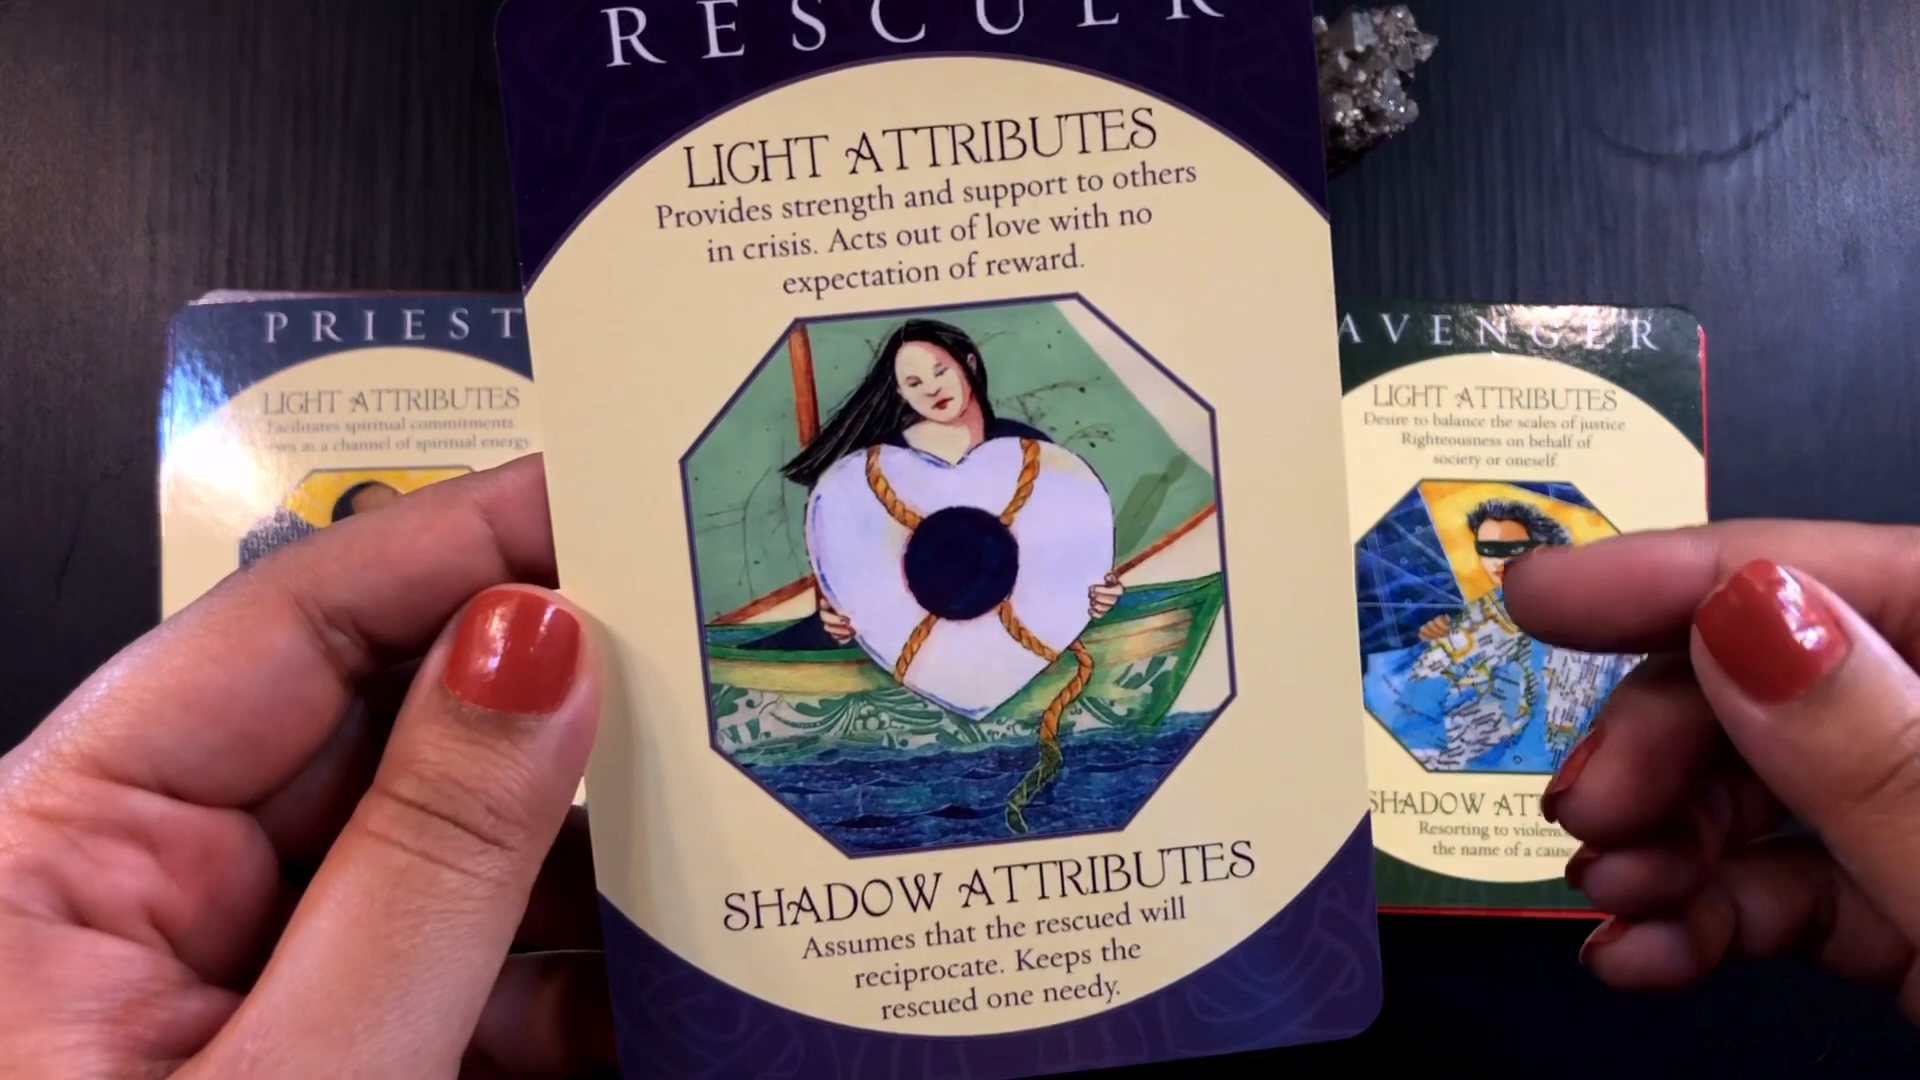 RESCUER
LIGHT ATTRIBUTES
Provides strength and support to others
in crisis. Acts out of love with no
expectation of reward.
SHADOW ATTRIBUTES
Assumes that the rescued will
reciprocate. Keeps the
rescued one needy.
PRIEST
LIGHT ATTRIBUTES
Facilitates spiritual commitments.
as a channel of spiritual energy
AVENGER
LIGHT ATTRIBUTES
Desire to balance the scales of justice
Righteousness on behalf of
society or oneself.
SHADOW
Resorting to
the name of a